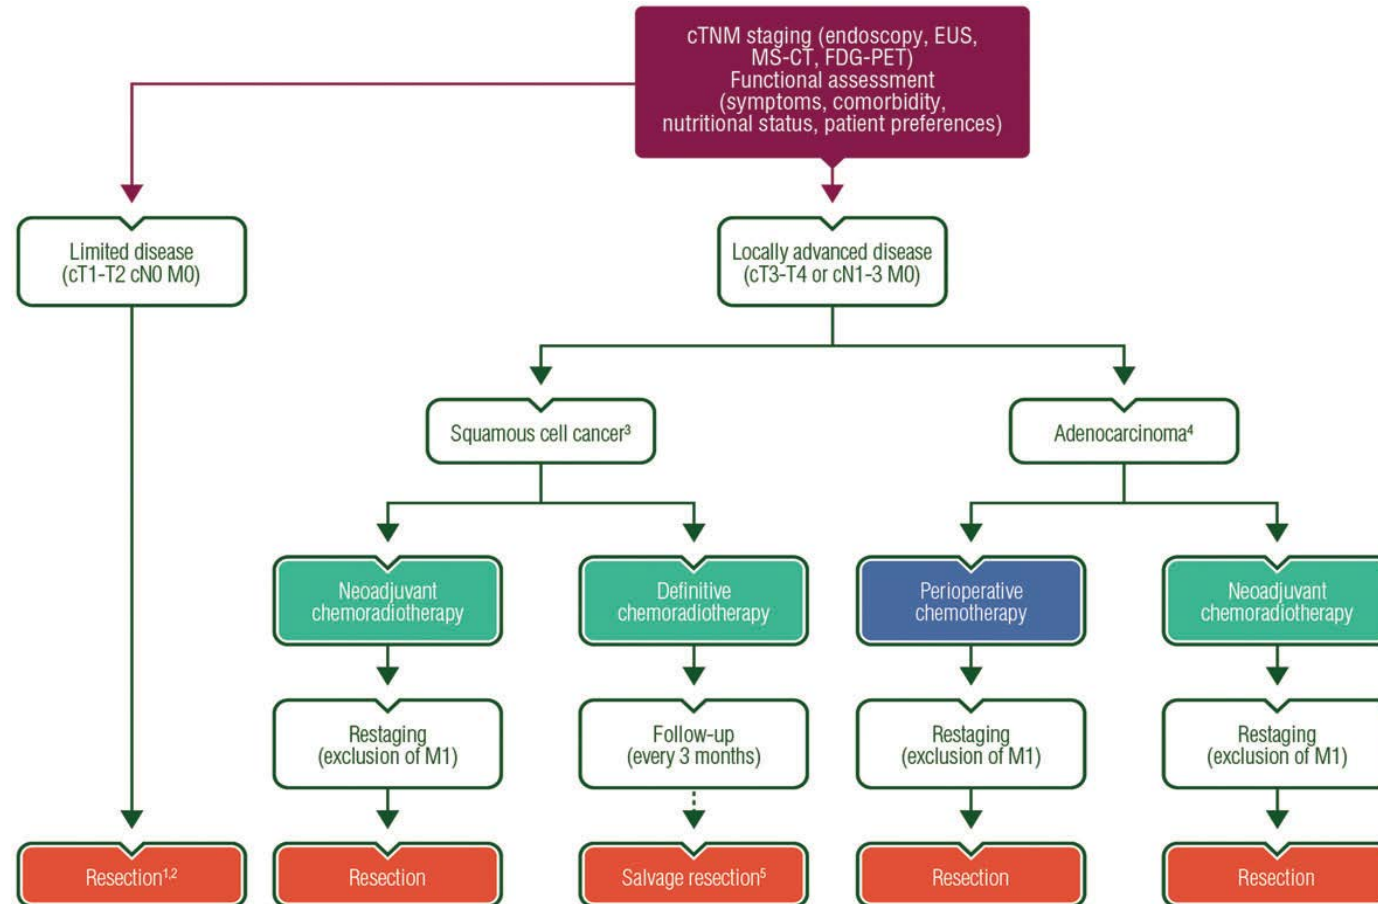 cTNM staging (endoscopy, EUS,
MS-CT, FDG-PET)
Functional assessment
(symptoms, comorbidity,
nutritional status, patient preferences)
Limited disease
(cT1-T2 cN0 M0)
Locally advanced disease
(cT3-T4 or cN1-3 M0)
Squamous cell cancer³
Adenocarcinoma⁴
Neoadjuvant
chemoradiotherapy
Definitive
chemoradiotherapy
Perioperative
chemotherapy
Neoadjuvant
chemoradiotherapy
Restaging
(exclusion of M1)
Follow-up
(every 3 months)
Restaging
(exclusion of M1)
Restaging
(exclusion of M1)
Resection¹,²
Resection
Salvage resection⁵
Resection
Resection